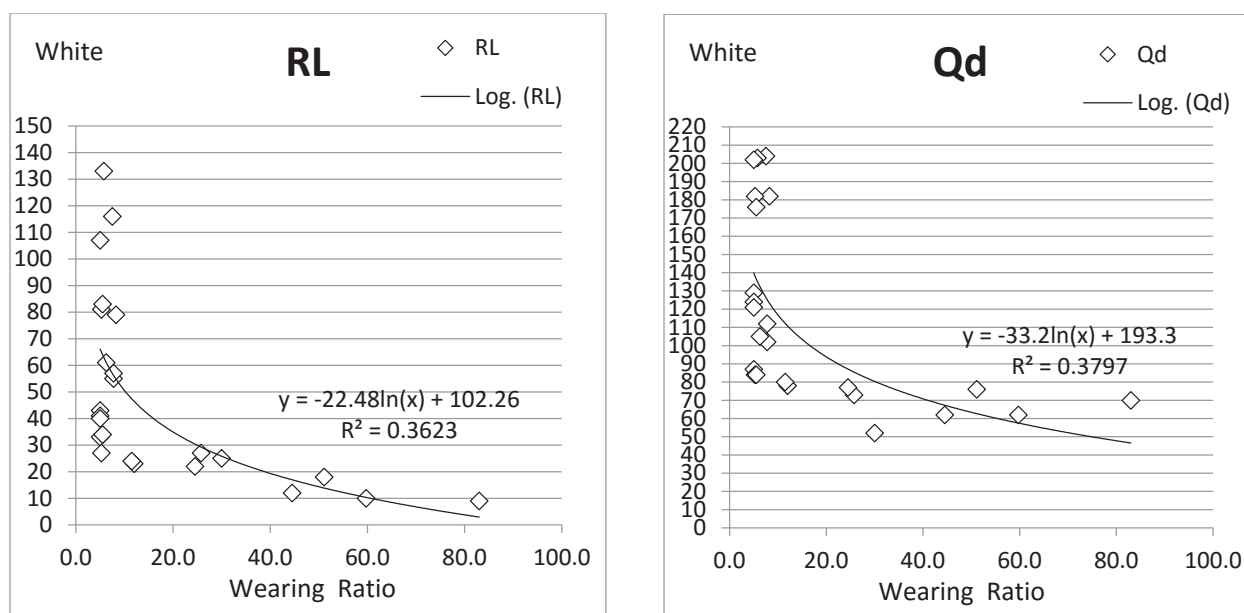 White
RL
RL
Log. (RL)
150
140
130
120
110
100
90
80
70
60
50
40
30
20
10
0
y = -22.48ln(x) + 102.26
R² = 0.3623
0.0 20.0 40.0 60.0 80.0 100.0
Wearing Ratio
White
Qd
Qd
Log. (Qd)
220
210
200
190
180
170
160
150
140
130
120
110
100
90
80
70
60
50
40
30
20
10
0
y = -33.2ln(x) + 193.3
R² = 0.3797
0.0 20.0 40.0 60.0 80.0 100.0
Wearing Ratio